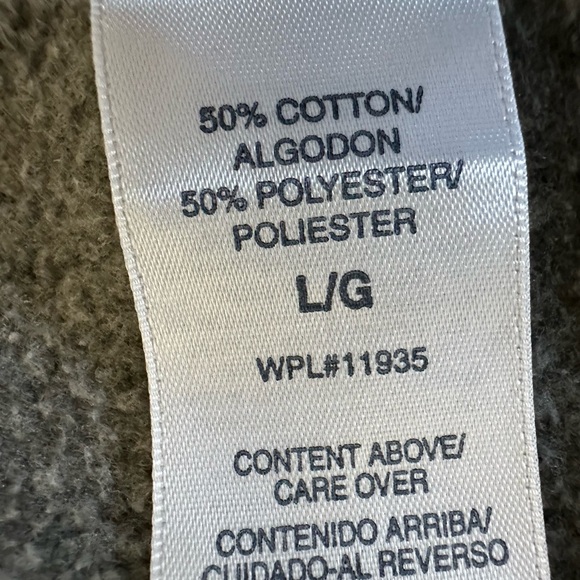 50% COTTON/
ALGODON
50% POLYESTER/
POLIESTER
L/G
WPL#11935
CONTENT ABOVE/
CARE OVER
CONTENIDO ARRIBA/
CUIDADO-AL REVERSO